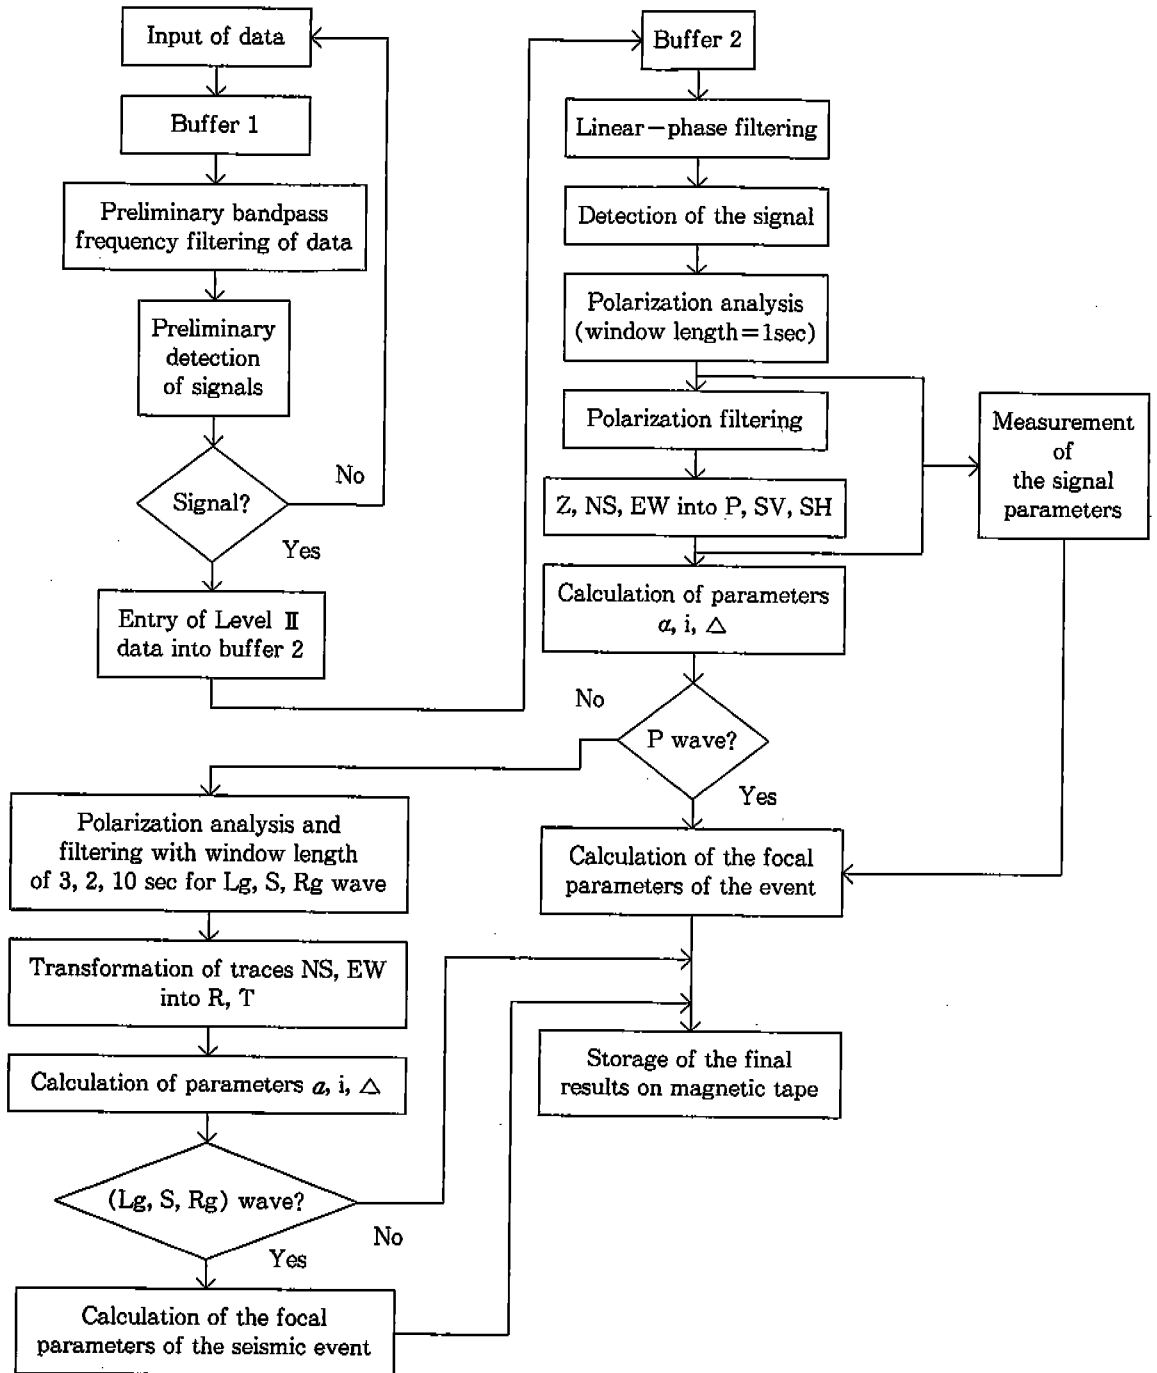 Input of data
Buffer 1
Preliminary bandpass
frequency filtering of data
Preliminary
detection
of signals
Signal?
No
Yes
Entry of Level Ⅱ
data into buffer 2
Buffer 2
Linear-phase filtering
Detection of the signal
Polarization analysis
(window length=1sec)
Polarization filtering
Z, NS, EW into P, SV, SH
Calculation of parameters
α, i, △
Measurement
of
the signal
parameters
P wave?
No
Yes
Calculation of the focal
parameters of the event
Storage of the final
results on magnetic tape
Polarization analysis and
filtering with window length
of 3, 2, 10 sec for Lg, S, Rg wave
Transformation of traces NS, EW
into R, T
Calculation of parameters α, i, △
(Lg, S, Rg) wave?
No
Yes
Calculation of the focal
parameters of the seismic event